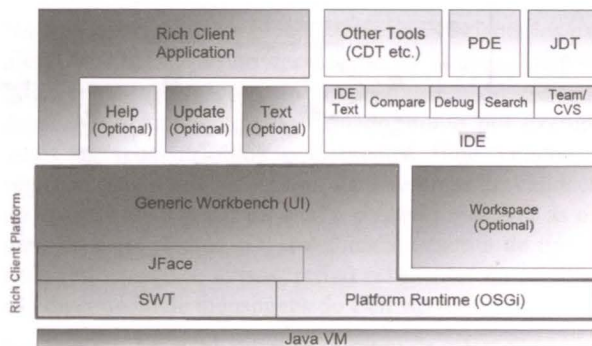 Rich Client
Application
Other Tools
(CDT etc.)
PDE
JDT
Help
(Optional)
Update
(Optional)
Text
(Optional)
IDE
Text
Compare
Debug
Search
Team/
CVS
IDE
Rich Client Platform
Generic Workbench (UI)
Workspace
(Optional)
JFace
SWT
Platform Runtime (OSGi)
Java VM